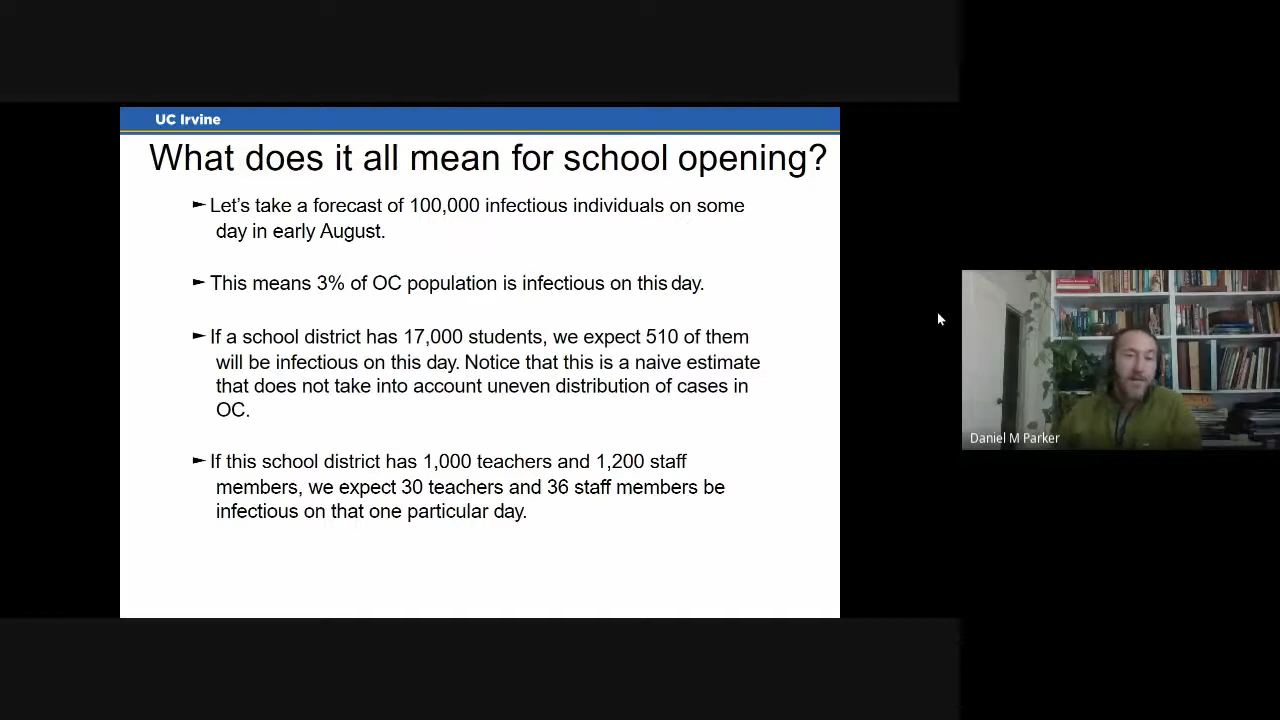 UC Irvine
What does it all mean for school opening?
► Let's take a forecast of 100,000 infectious individuals on some
day in early August.
► This means 3% of OC population is infectious on this day.
► If a school district has 17,000 students, we expect 510 of them
will be infectious on this day. Notice that this is a naive estimate
that does not take into account uneven distribution of cases in
OC.
► If this school district has 1,000 teachers and 1,200 staff
members, we expect 30 teachers and 36 staff members be
infectious on that one particular day.
Daniel M Parker